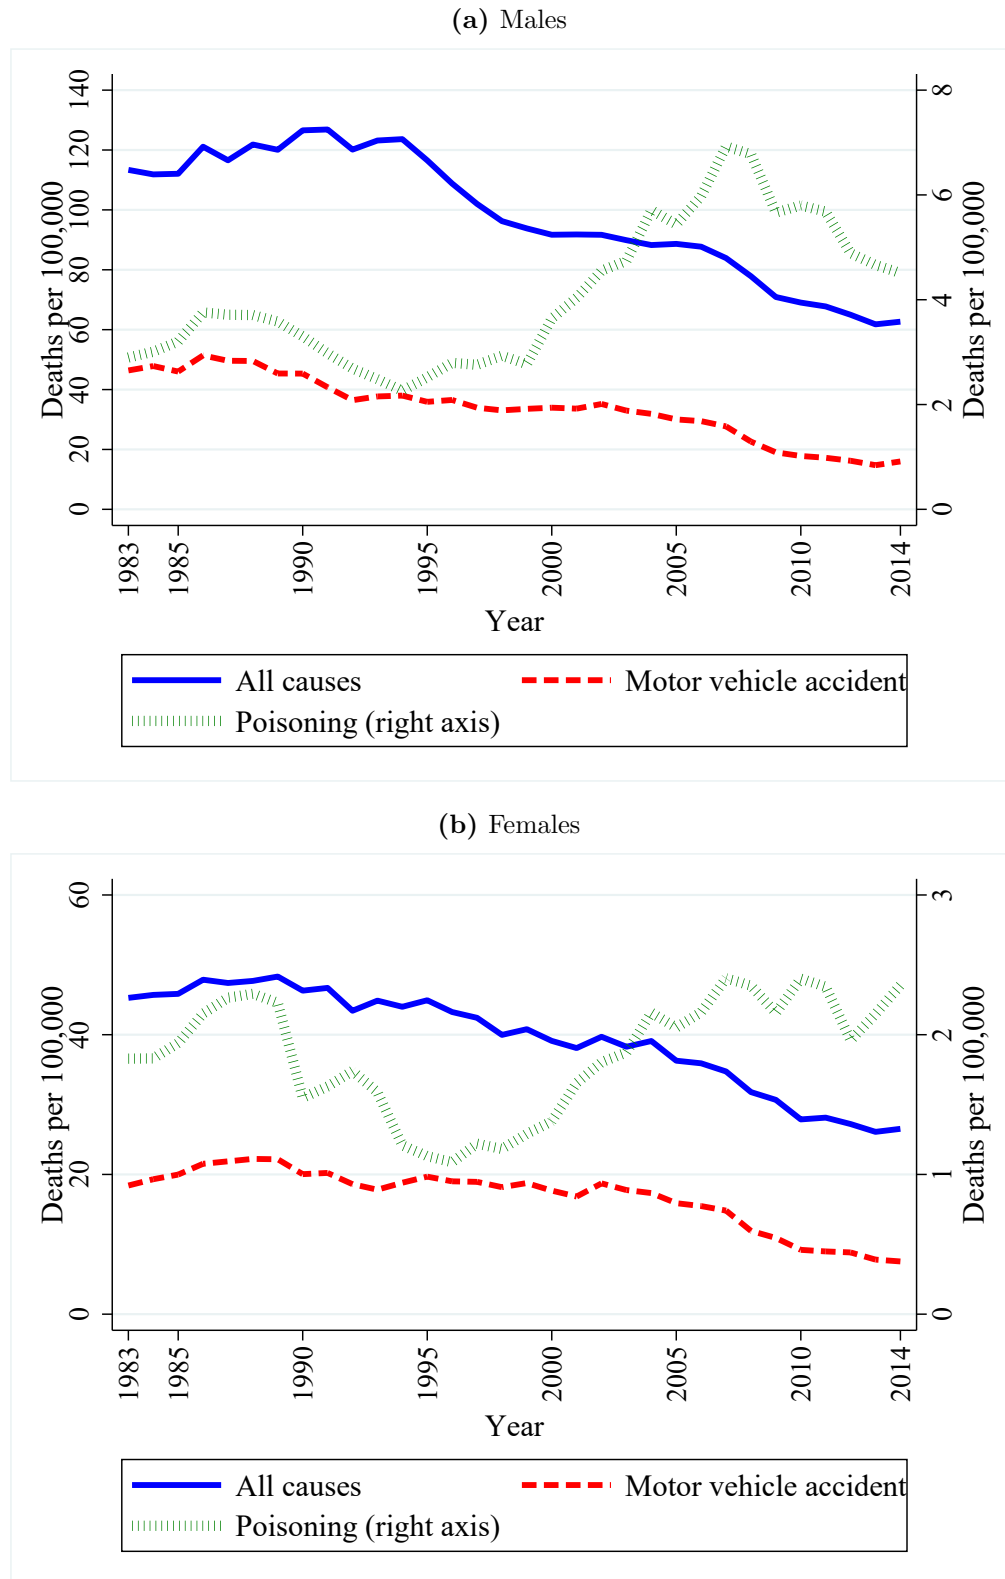 (a) Males
Deaths per 100,000
0 20 40 60 80 100 120 140
Deaths per 100,000
0 2 4 6 8
1983 1985 1990 1995 2000 2005 2010 2014
Year
All causes Motor vehicle accident
Poisoning (right axis)
(b) Females
Deaths per 100,000
0 20 40 60
Deaths per 100,000
0 1 2 3
1983 1985 1990 1995 2000 2005 2010 2014
Year
All causes Motor vehicle accident
Poisoning (right axis)